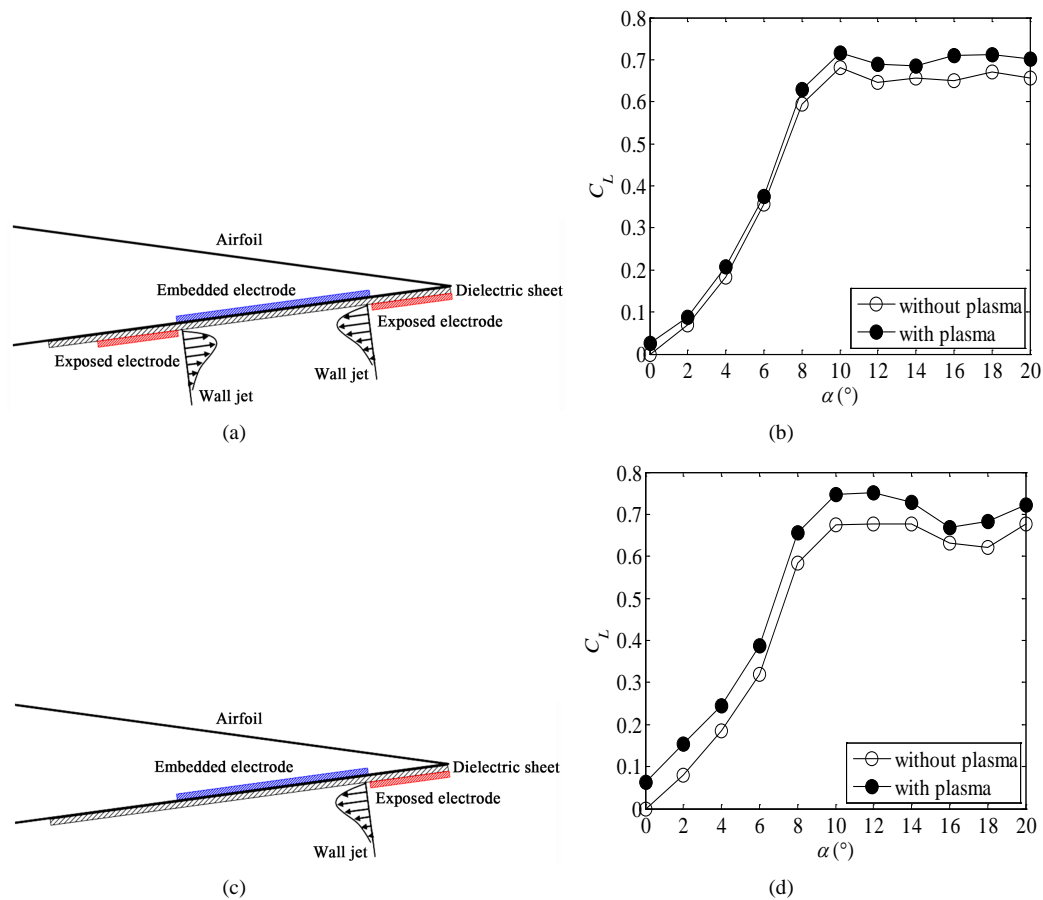 Airfoil
Embedded electrode
Dielectric sheet
Exposed electrode
Exposed electrode
Wall jet
Wall jet
(a)
0.8
0.7
0.6
0.5
0.4
0.3
0.2
0.1
0
C_L
without plasma
with plasma
0 2 4 6 8 10 12 14 16 18 20
α (°)
(b)
Airfoil
Embedded electrode
Dielectric sheet
Exposed electrode
Wall jet
(c)
0.8
0.7
0.6
0.5
0.4
0.3
0.2
0.1
0
C_L
without plasma
with plasma
0 2 4 6 8 10 12 14 16 18 20
α (°)
(d)